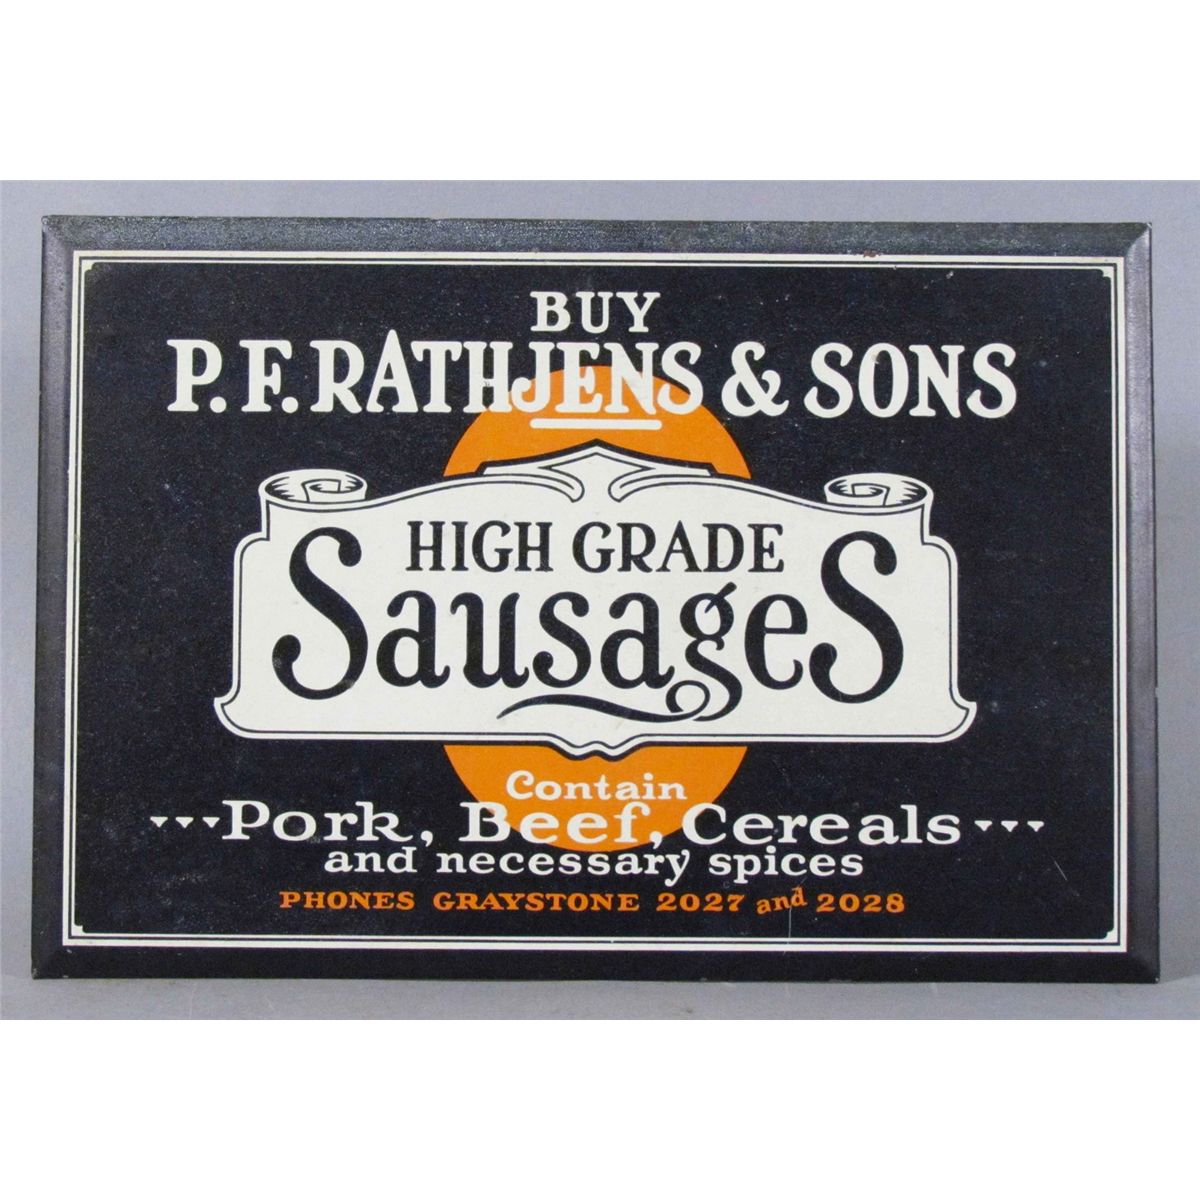 BUY
P.F. RATHJENS & SONS
HIGH GRADE
SausageS
Contain
Pork, Beef, Cereals
and necessary spices
PHONES GRAYSTONE 2027 and 2028